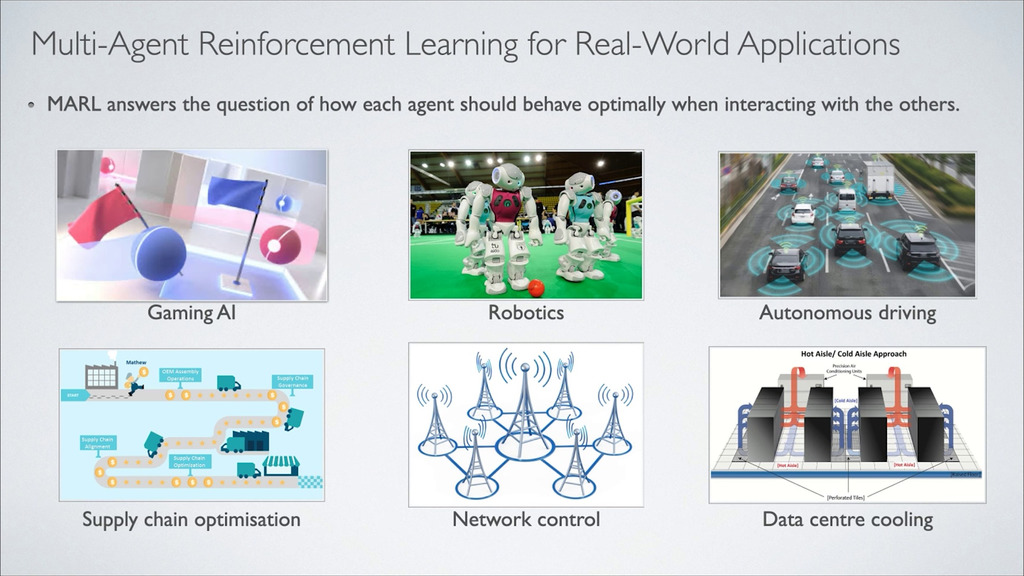 Multi-Agent Reinforcement Learning for Real-World Applications
• MARL answers the question of how each agent should behave optimally when interacting with the others.
Gaming AI
Robotics
Autonomous driving
Mathew
START
OEM Assembly
Operations
Supply Chain
Governance
Supply Chain
Alignment
Supply Chain
Optimization
Hot Aisle/ Cold Aisle Approach
Precision Air
Conditioning Units
[Cold Aisle]
[Hot Aisle]
[Hot Aisle]
[Perforated Tiles]
Supply chain optimisation
Network control
Data centre cooling